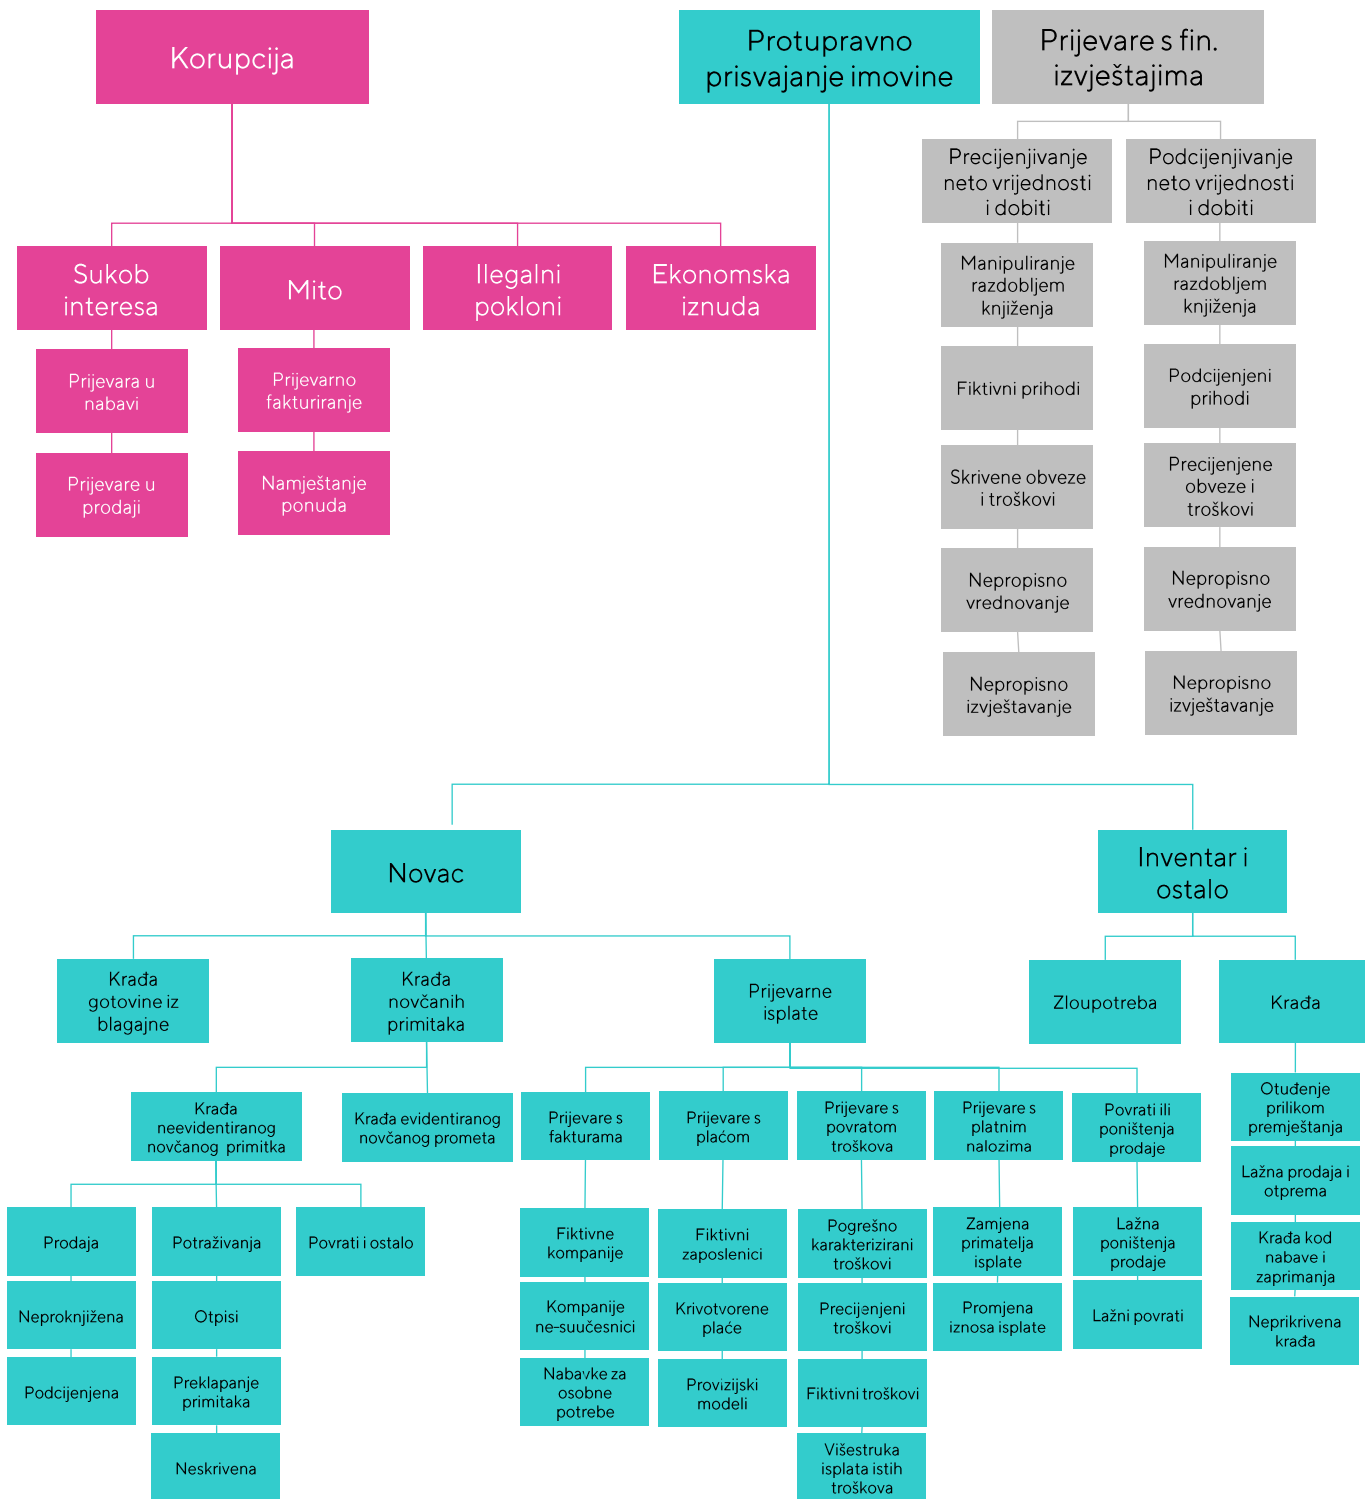 Korupcija
Protupravno
prisvajanje imovine
Prijevare s fin.
izvještajima
Sukob
interesa
Mito
Ilegalni
pokloni
Ekonomska
iznuda
Prijevara u
nabavi
Prijevare u
prodaji
Prijevarno
fakturiranje
Namještanje
ponuda
Precijenjivanje
neto vrijednosti
i dobiti
Manipuliranje
razdobljem
knjiženja
Fiktivni prihodi
Skrivene obveze
i troškovi
Nepropisno
vrednovanje
Nepropisno
izvještavanje
Podcijenjivanje
neto vrijednosti
i dobiti
Manipuliranje
razdobljem
knjiženja
Podcijenjeni
prihodi
Precijenjene
obveze i
troškovi
Nepropisno
vrednovanje
Nepropisno
izvještavanje
Novac
Inventar i
ostalo
Krađa
gotovine iz
blagajne
Krađa
novčanih
primitaka
Prijevarne
isplate
Zloupotreba
Krađa
Krađa
neevidentiranog
novčanog primitka
Krađa evidentiranog
novčanog prometa
Prodaja
Neproknjižena
Podcijenjena
Potraživanja
Otpisi
Preklapanje
primitaka
Neskrivena
Povrati i ostalo
Prijevare s
fakturama
Fiktivne
kompanije
Kompanije
ne-suučesnici
Nabavke za
osobne
potrebe
Prijevare s
plaćom
Fiktivni
zaposlenici
Krivotvorene
plaće
Provizijski
modeli
Prijevare s
povratom
troškova
Pogrešno
karakterizirani
troškovi
Precijenjeni
troškovi
Fiktivni troškovi
Višestruka
isplata istih
troškova
Prijevare s
platnim
nalozima
Zamjena
primatelja
isplate
Promjena
iznosa isplate
Povrati ili
poništenja
prodaje
Lažna
poništenja
prodaje
Lažni povrati
Otuđenje
prilikom
premještanja
Lažna prodaja i
otprema
Krađa kod
nabave i
zaprimanja
Neprikrivena
krađa